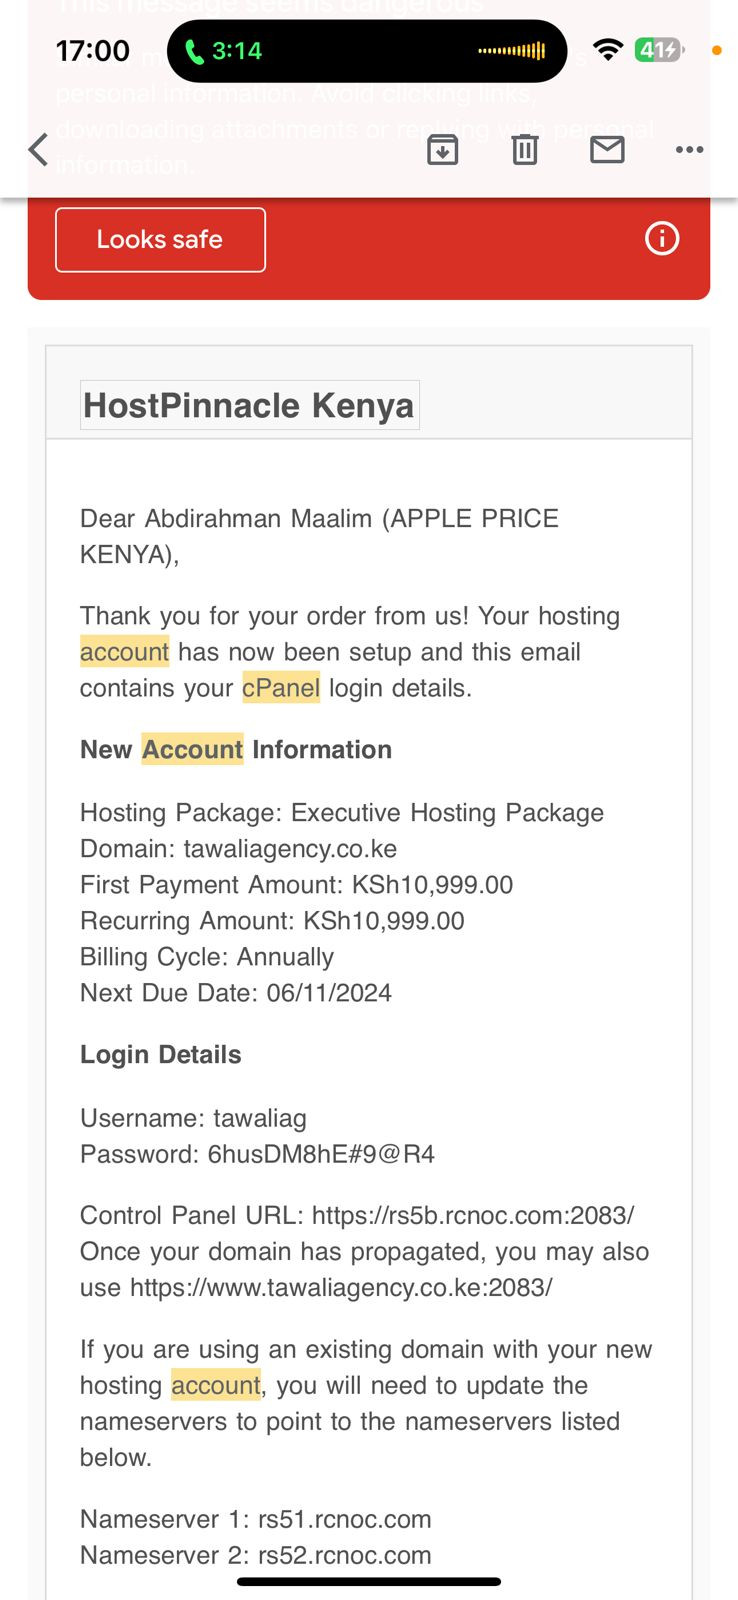 This message seems dangerous
17:00
3:14
41
personal information. Avoid clicking links,
downloading attachments or replying with personal
information.
Looks safe
HostPinnacle Kenya
Dear Abdirahman Maalim (APPLE PRICE
KENYA),
Thank you for your order from us! Your hosting
account has now been setup and this email
contains your cPanel login details.
New Account Information
Hosting Package: Executive Hosting Package
Domain: tawaliagency.co.ke
First Payment Amount: KSh10,999.00
Recurring Amount: KSh10,999.00
Billing Cycle: Annually
Next Due Date: 06/11/2024
Login Details
Username: tawaliag
Password: 6husDM8hE#9@R4
Control Panel URL: https://rs5b.rcnoc.com:2083/
Once your domain has propagated, you may also
use https://www.tawaliagency.co.ke:2083/
If you are using an existing domain with your new
hosting account, you will need to update the
nameservers to point to the nameservers listed
below.
Nameserver 1: rs51.rcnoc.com
Nameserver 2: rs52.rcnoc.com